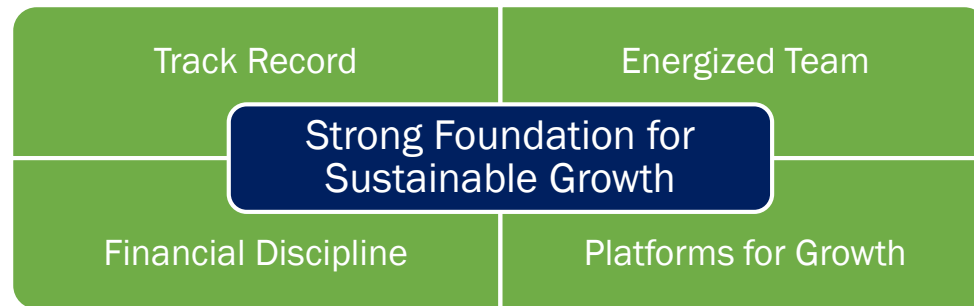 Track Record
Energized Team
Strong Foundation for
Sustainable Growth
Financial Discipline
Platforms for Growth